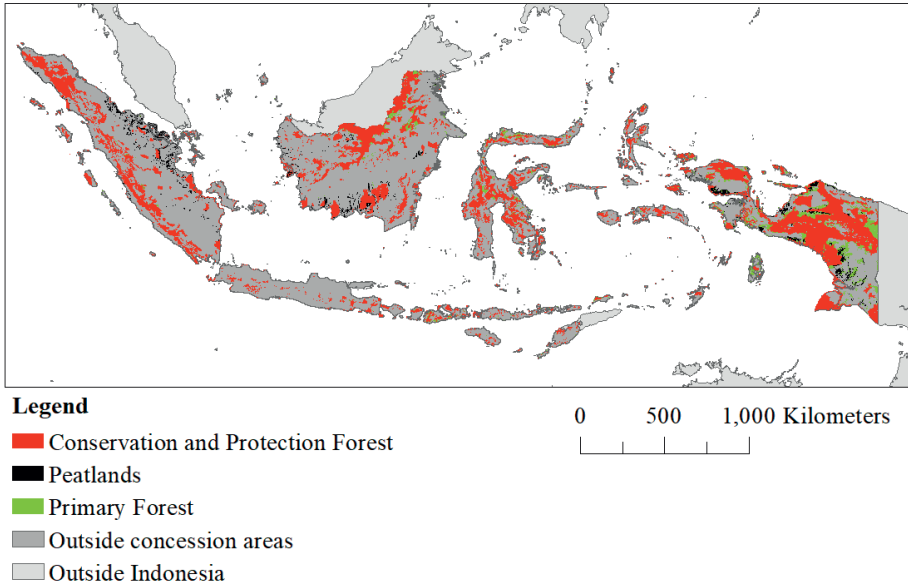 Legend
0 500 1,000 Kilometers
Conservation and Protection Forest
Peatlands
Primary Forest
Outside concession areas
Outside Indonesia